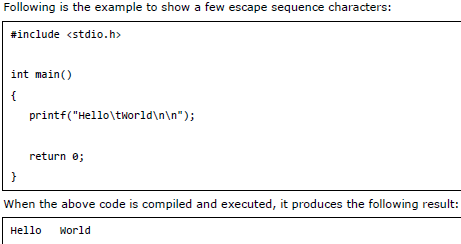 Following is the example to show a few escape sequence characters:
#include <stdio.h>
int main()
{
printf("Hello\tWorld\n\n");
return 0;
}
When the above code is compiled and executed, it produces the following result:
Hello World